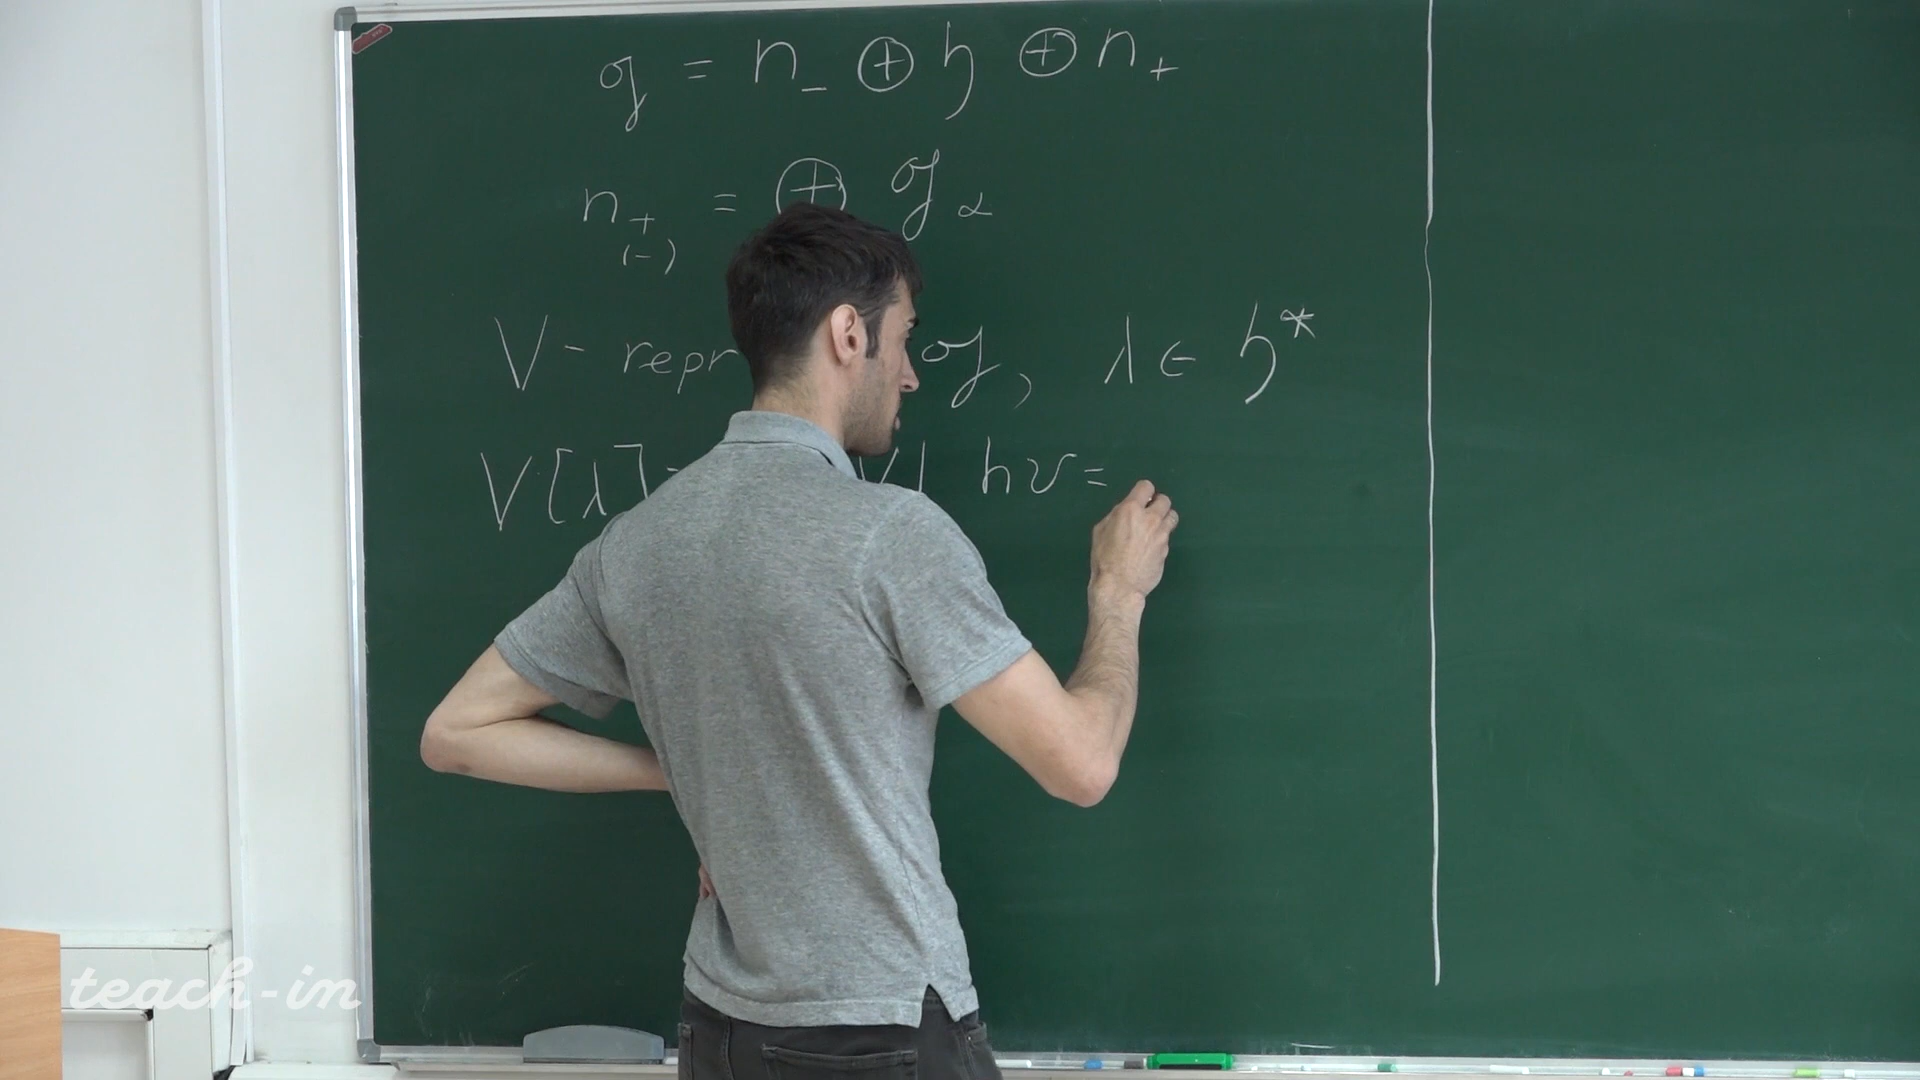 𝔤 = n₋ ⊕ 𝔥 ⊕ n₊
n₊ = ⊕ 𝔤_α
(-)
V - repr 𝔤, λ ∈ 𝔥*
V[λ] = V | hv =
teach-in